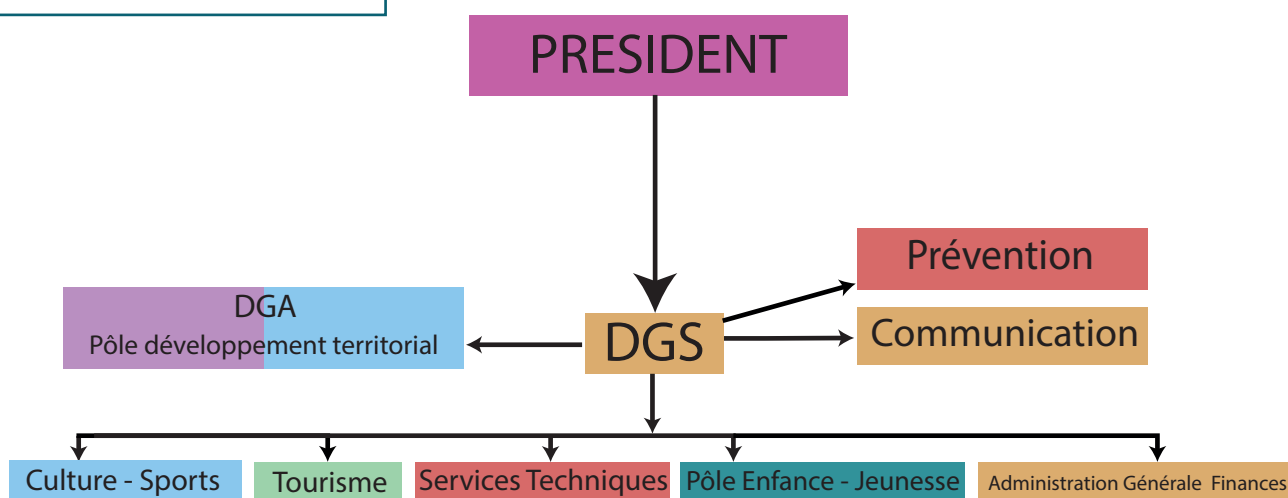 PRESIDENT
Prévention
DGA
Pôle développement territorial
DGS
Communication
Culture - Sports
Tourisme
Services Techniques
Pôle Enfance - Jeunesse
Administration Générale Finances